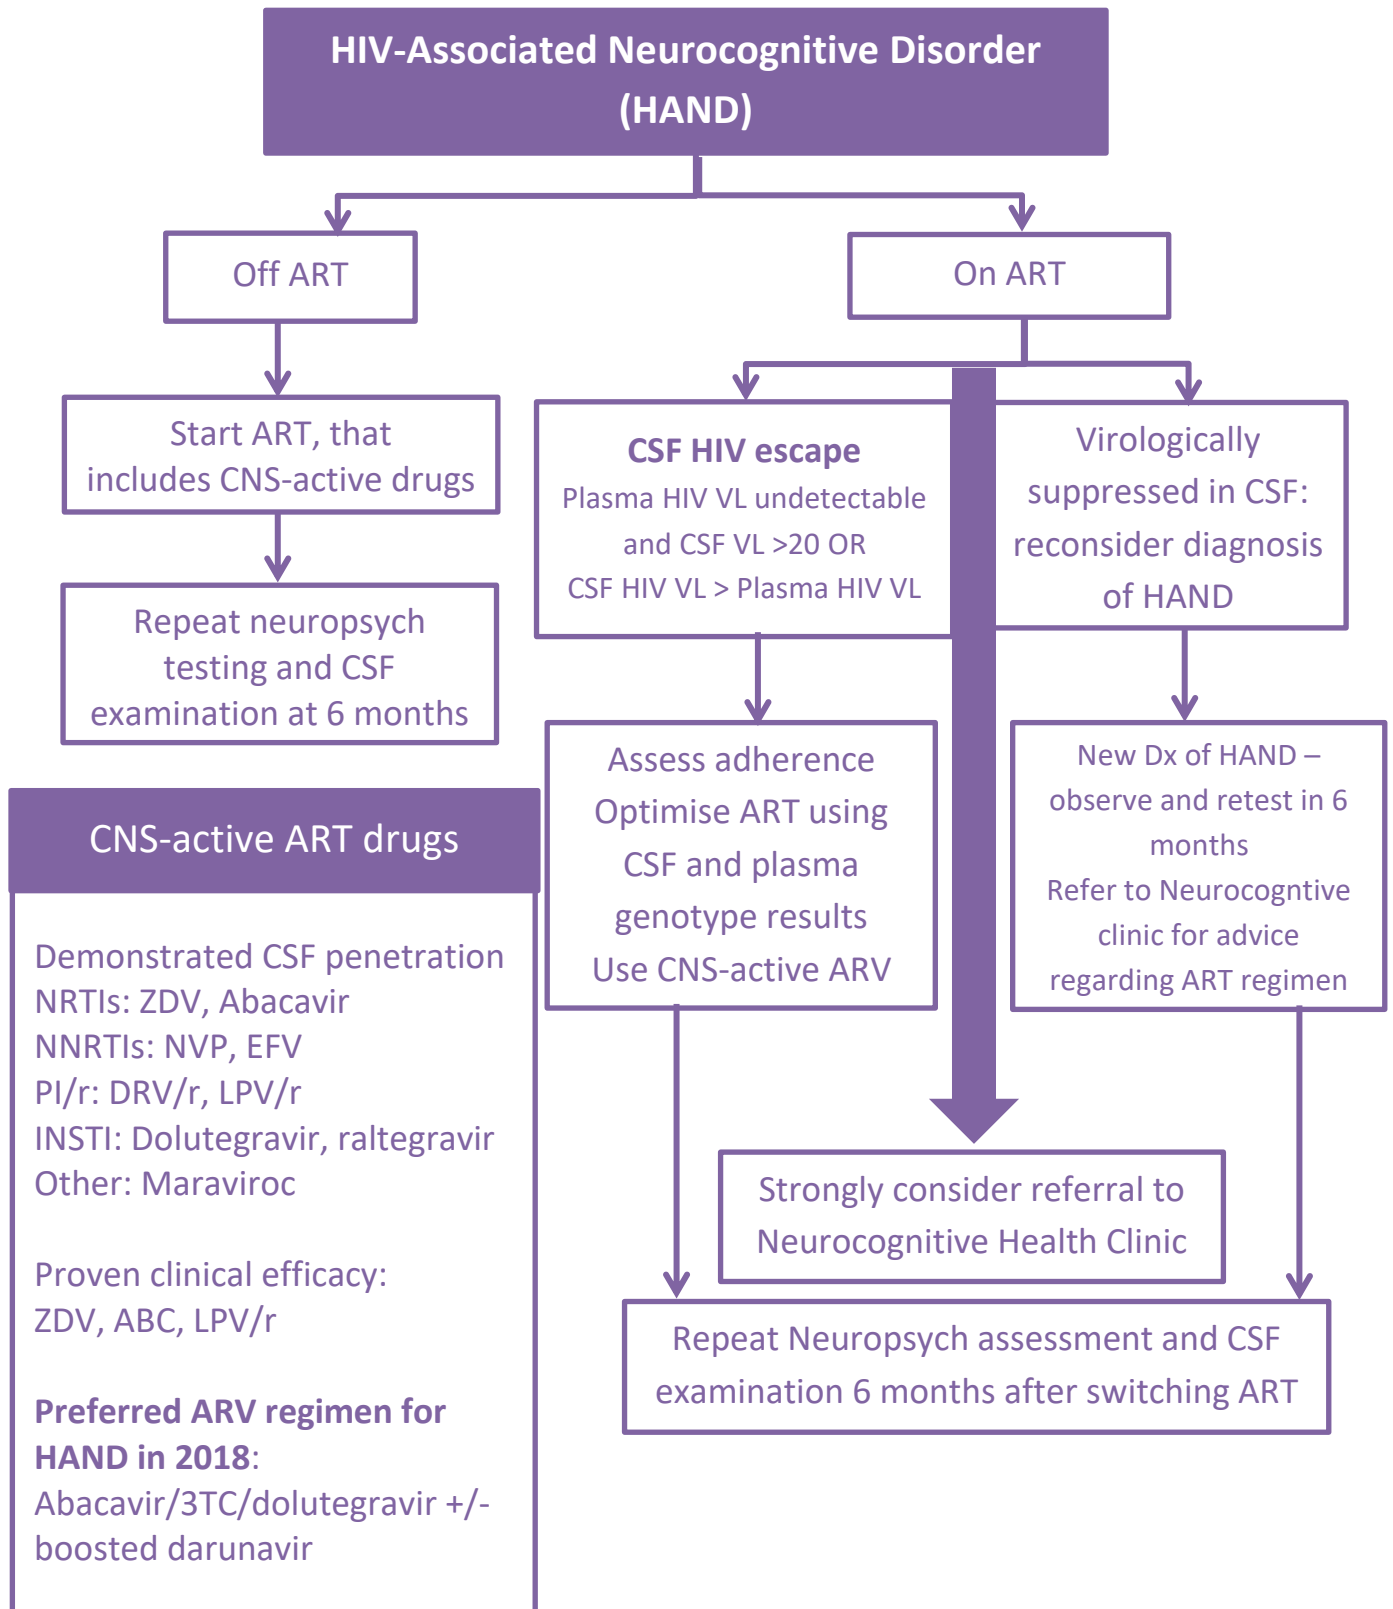 HIV-Associated Neurocognitive Disorder
(HAND)
Off ART
On ART
Start ART, that
includes CNS-active drugs
Repeat neuropsych
testing and CSF
examination at 6 months
CSF HIV escape
Plasma HIV VL undetectable
and CSF VL >20 OR
CSF HIV VL > Plasma HIV VL
Virologically
suppressed in CSF:
reconsider diagnosis
of HAND
Assess adherence
Optimise ART using
CSF and plasma
genotype results
Use CNS-active ARV
New Dx of HAND –
observe and retest in 6
months
Refer to Neurocogntive
clinic for advice
regarding ART regimen
Strongly consider referral to
Neurocognitive Health Clinic
Repeat Neuropsych assessment and CSF
examination 6 months after switching ART
CNS-active ART drugs
Demonstrated CSF penetration
NRTIs: ZDV, Abacavir
NNRTIs: NVP, EFV
PI/r: DRV/r, LPV/r
INSTI: Dolutegravir, raltegravir
Other: Maraviroc
Proven clinical efficacy:
ZDV, ABC, LPV/r
Preferred ARV regimen for
HAND in 2018:
Abacavir/3TC/dolutegravir +/-
boosted darunavir